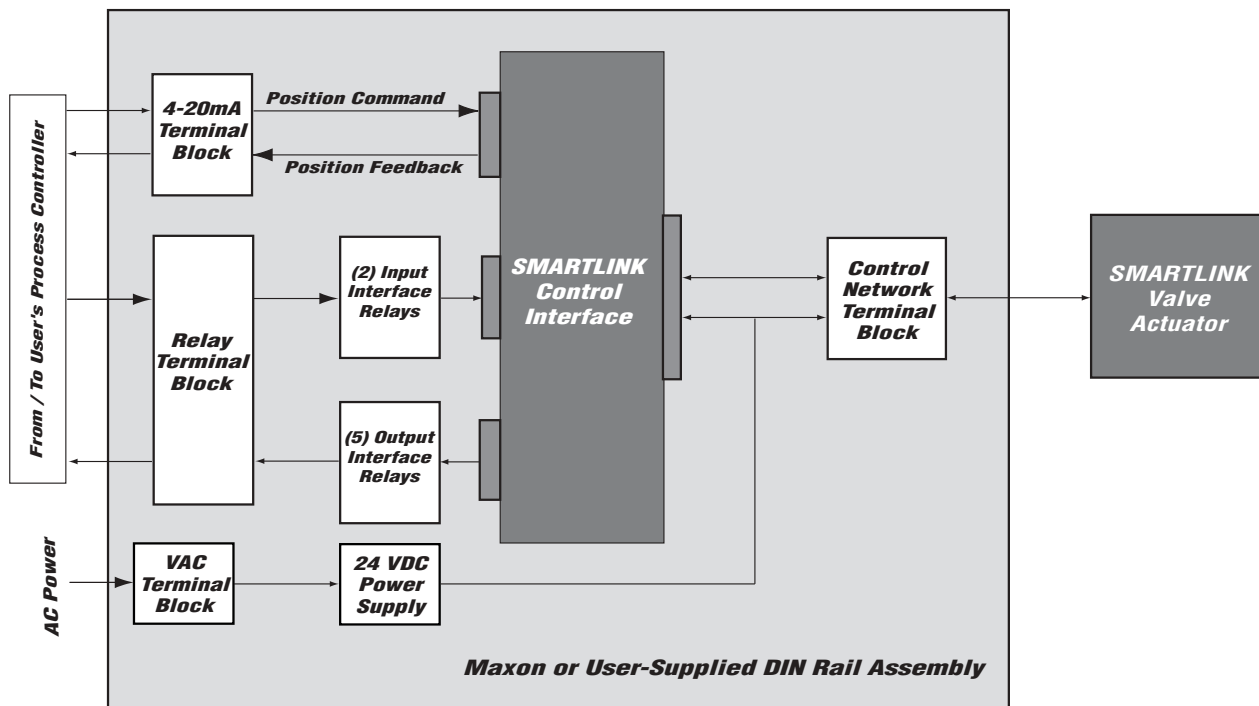 From / To User's Process Controller
4-20mA
Terminal
Block
Position Command
Position Feedback
Relay
Terminal
Block
(2) Input
Interface
Relays
(5) Output
Interface
Relays
SMARTLINK
Control
Interface
Control
Network
Terminal
Block
SMARTLINK
Valve
Actuator
AC Power
VAC
Terminal
Block
24 VDC
Power
Supply
Maxon or User-Supplied DIN Rail Assembly